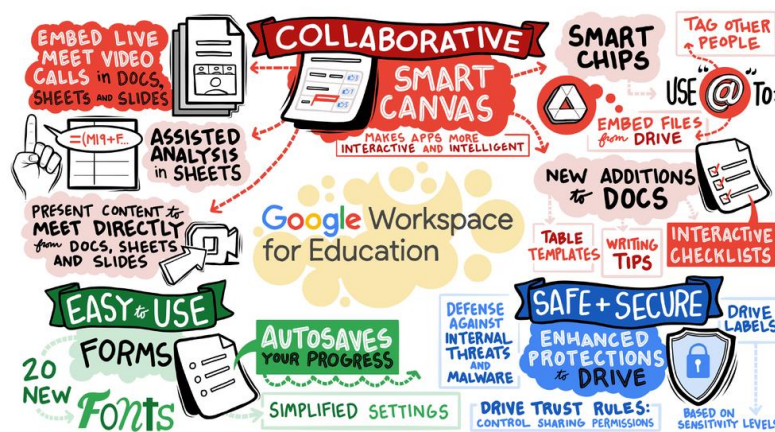 EMBED LIVE
MEET VIDEO
CALLS in DOCS,
SHEETS AND SLIDES
COLLABORATIVE
SMART
CANVAS
MAKES APPS MORE
INTERACTIVE AND INTELLIGENT
SMART
CHIPS
TAG OTHER
PEOPLE
USE "@" TO:
EMBED FILES
from DRIVE
=(M19+F...
ASSISTED
ANALYSIS
in SHEETS
PRESENT CONTENT to
MEET DIRECTLY
from DOCS, SHEETS
AND SLIDES
NEW ADDITIONS
to DOCS
TABLE
TEMPLATES
WRITING
TIPS
INTERACTIVE
CHECKLISTS
Google Workspace
for Education
EASY to USE
FORMS
AUTOSAVES
YOUR PROGRESS
20
NEW
Fonts
SIMPLIFIED SETTINGS
SAFE + SECURE
DEFENSE
AGAINST
INTERNAL
THREATS
AND
MALWARE
ENHANCED
PROTECTIONS
to DRIVE
DRIVE
LABELS
BASED ON
SENSITIVITY LEVELS
DRIVE TRUST RULES:
CONTROL SHARING PERMISSIONS